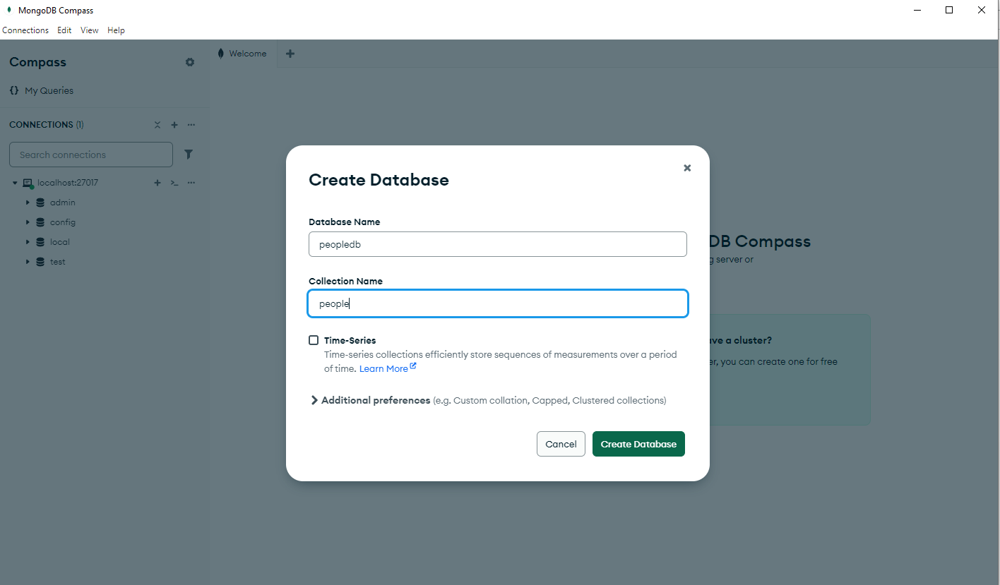 MongoDB Compass
Connections Edit View Help
Compass
My Queries
CONNECTIONS (1)
Search connections
localhost:27017
admin
config
local
test
Welcome
DB Compass
server or
a cluster?
, you can create one for free
Create Database
Database Name
peopledb
Collection Name
people
Time-Series
Time-series collections efficiently store sequences of measurements over a period
of time. Learn More
Additional preferences (e.g. Custom collation, Capped, Clustered collections)
Cancel
Create Database